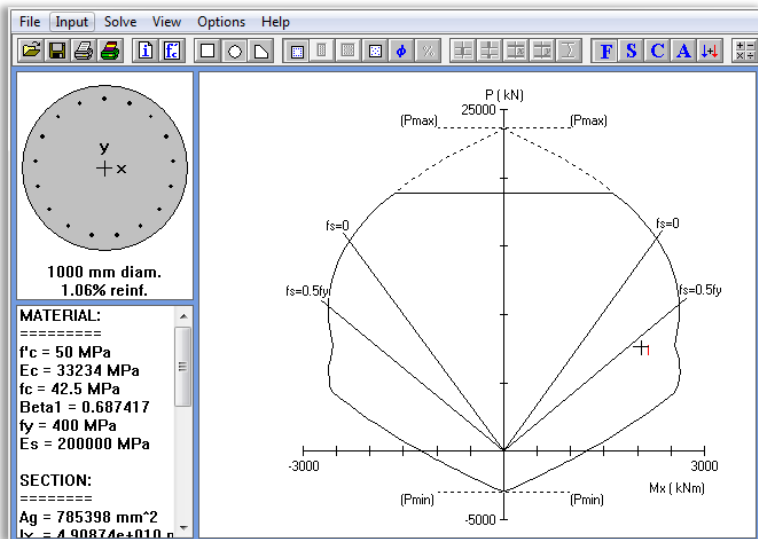 File Input Solve View Options Help
i f'c φ % F S C A
y
x
1000 mm diam.
1.06% reinf.
MATERIAL:
=========
f'c = 50 MPa
Ec = 33234 MPa
fc = 42.5 MPa
Beta1 = 0.687417
fy = 400 MPa
Es = 200000 MPa
SECTION:
========
Ag = 785398 mm^2
P ( kN)
25000
(Pmax) (Pmax)
fs=0 fs=0
fs=0.5fy fs=0.5fy
1
-3000 3000
Mx ( kNm)
(Pmin) (Pmin)
-5000